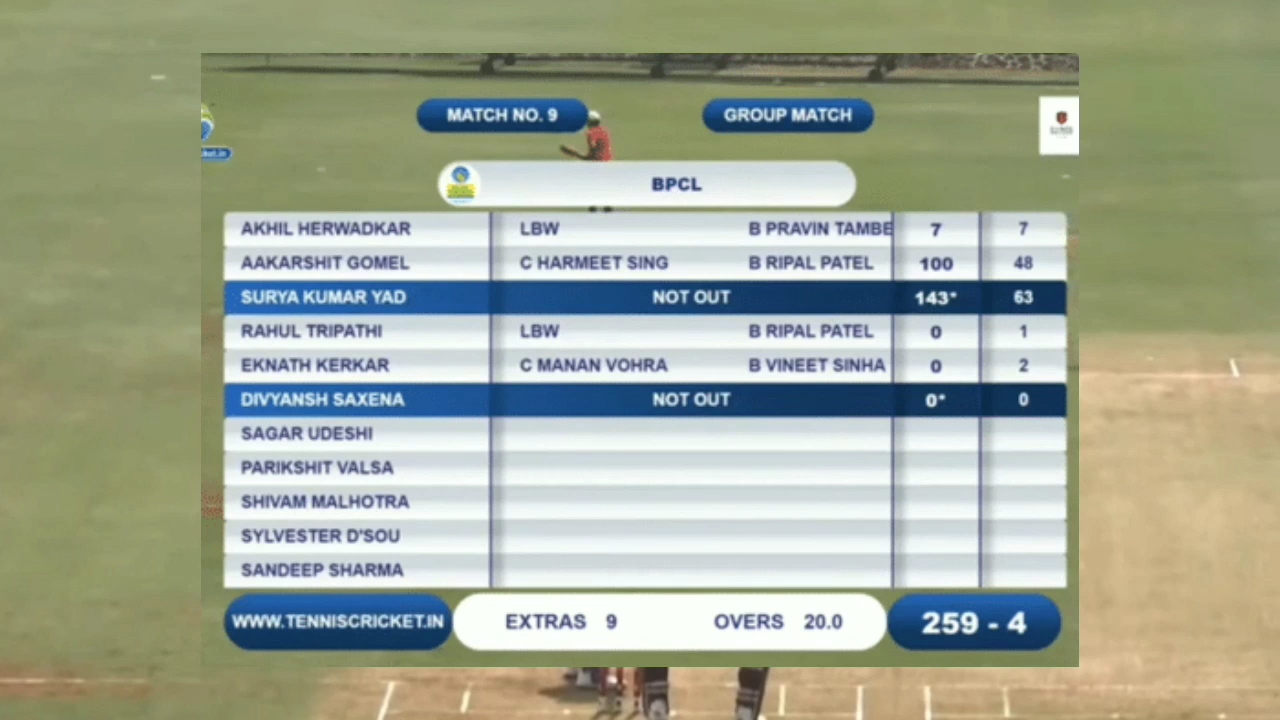 MATCH NO. 9 GROUP MATCH
BPCL
AKHIL HERWADKAR LBW B PRAVIN TAMBE 7 7
AAKARSHIT GOMEL C HARMEET SING B RIPAL PATEL 100 48
SURYA KUMAR YAD NOT OUT 143* 63
RAHUL TRIPATHI LBW B RIPAL PATEL 0 1
EKNATH KERKAR C MANAN VOHRA B VINEET SINHA 0 2
DIVYANSH SAXENA NOT OUT 0* 0
SAGAR UDESHI
PARIKSHIT VALSA
SHIVAM MALHOTRA
SYLVESTER D'SOU
SANDEEP SHARMA
WWW.TENNISCRICKET.IN EXTRAS 9 OVERS 20.0 259 - 4